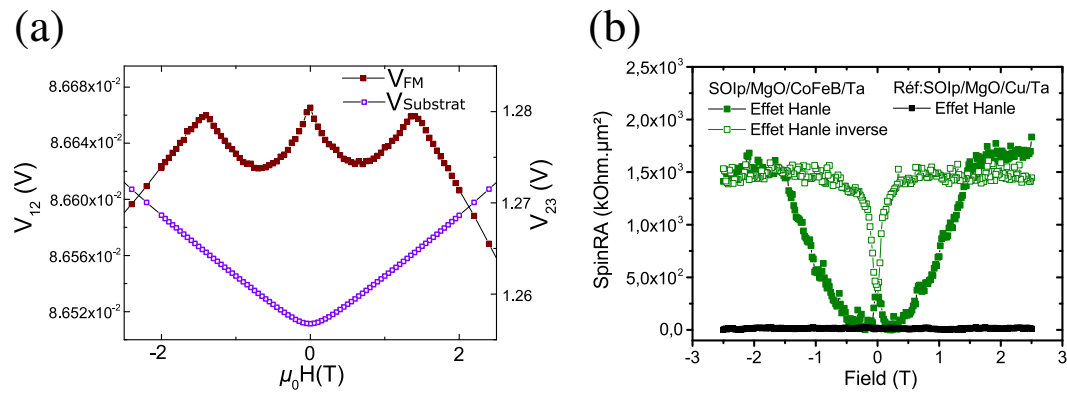 (a)
V_FM
V_Substrat
8.668x10⁻²
8.664x10⁻²
8.660x10⁻²
8.656x10⁻²
8.652x10⁻²
V₁₂ (V)
1.28
1.27
1.26
V₂₃ (V)
-2
0
2
μ₀H(T)
(b)
SOIp/MgO/CoFeB/Ta
Effet Hanle
Effet Hanle inverse
Réf:SOIp/MgO/Cu/Ta
Effet Hanle
2,5x10³
2,0x10³
1,5x10³
1,0x10³
5,0x10²
0,0
SpinRA (kOhm.μm²)
-3
-2
-1
0
1
2
3
Field (T)